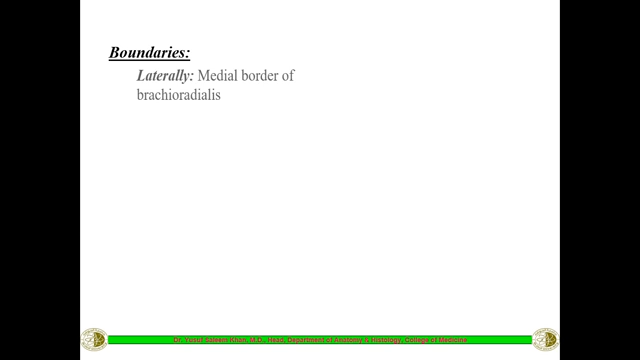 Boundaries:
Laterally: Medial border of
brachioradialis
Dr. Yusuf Saleem Khan, M.D., Head, Department of Anatomy & Histology, College of Medicine